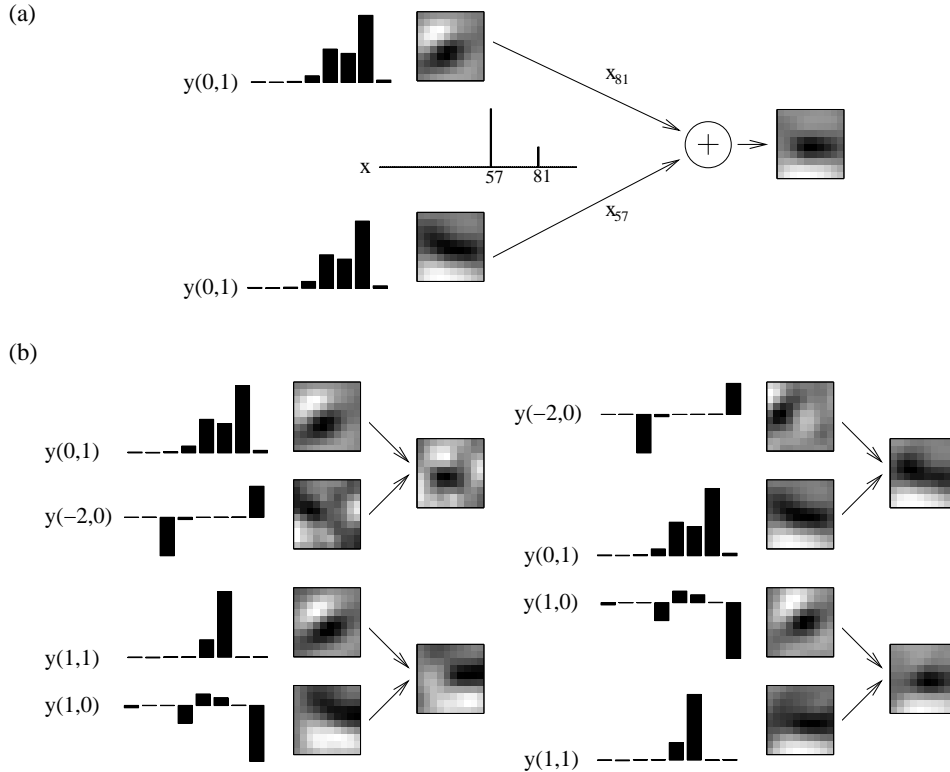 (a)
y(0,1)
x81
+
x
57
81
x57
y(0,1)
(b)
y(0,1)
y(−2,0)
y(1,1)
y(1,0)
y(−2,0)
y(0,1)
y(1,0)
y(1,1)